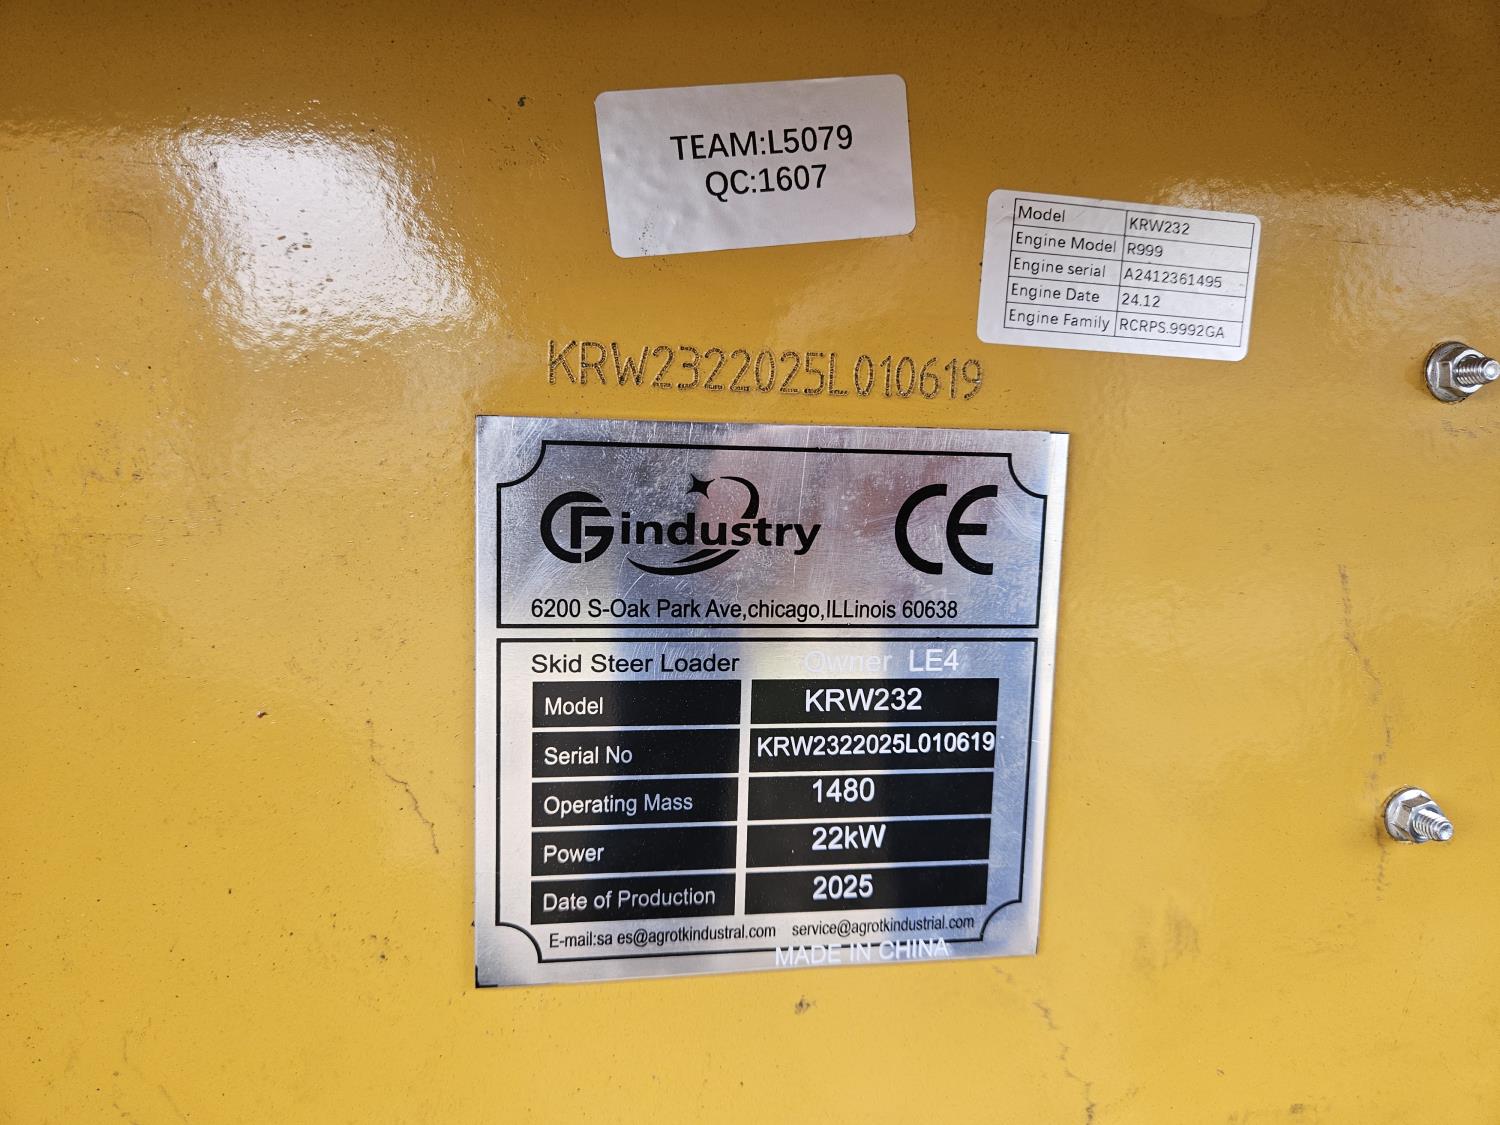 TEAM:L5079
QC:1607
Model KRW232
Engine Model R999
Engine serial A2412361495
Engine Date 24.12
Engine Family RCRPS.9992GA
KRW2322025L010619
GFindustry CE
6200 S-Oak Park Ave,chicago,ILLinois 60638
Skid Steer Loader Owner LE4
Model KRW232
Serial No KRW2322025L010619
Operating Mass 1480
Power 22kW
Date of Production 2025
E-mail:sa es@agrotkindustral.com service@agrotkindustrial.com
MADE IN CHINA